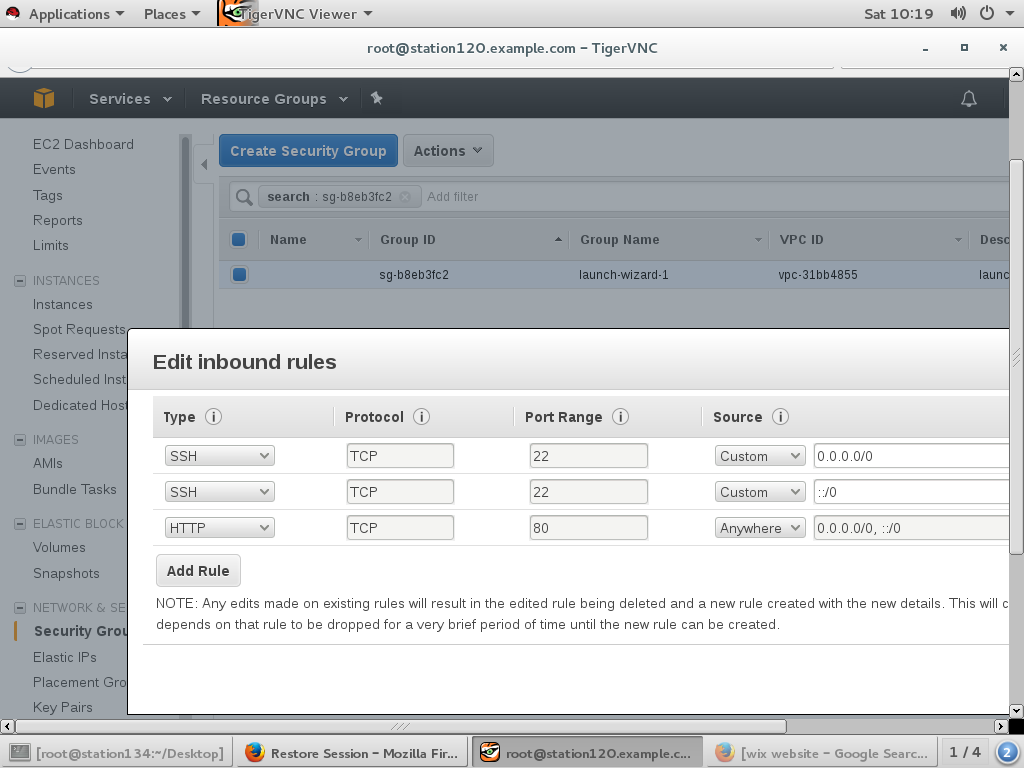 Applications Places TigerVNC Viewer Sat 10:19
root@station120.example.com - TigerVNC
Services Resource Groups
EC2 Dashboard
Events
Tags
Reports
Limits
INSTANCES
Instances
Spot Requests
Reserved Insta
Scheduled Inst
Dedicated Host
IMAGES
AMIs
Bundle Tasks
ELASTIC BLOCK
Volumes
Snapshots
NETWORK & SE
Security Grou
Elastic IPs
Placement Gro
Key Pairs
Create Security Group Actions
search : sg-b8eb3fc2 Add filter
Name Group ID Group Name VPC ID Desc
sg-b8eb3fc2 launch-wizard-1 vpc-31bb4855 launc
Edit inbound rules
Type i Protocol i Port Range i Source i
SSH TCP 22 Custom 0.0.0.0/0
SSH TCP 22 Custom ::/0
HTTP TCP 80 Anywhere 0.0.0.0/0, ::/0
Add Rule
NOTE: Any edits made on existing rules will result in the edited rule being deleted and a new rule created with the new details. This will c
depends on that rule to be dropped for a very brief period of time until the new rule can be created.
[root@station134:~/Desktop] Restore Session - Mozilla Fir... root@station120.example.c... [wix website - Google Searc... 1 / 4 2